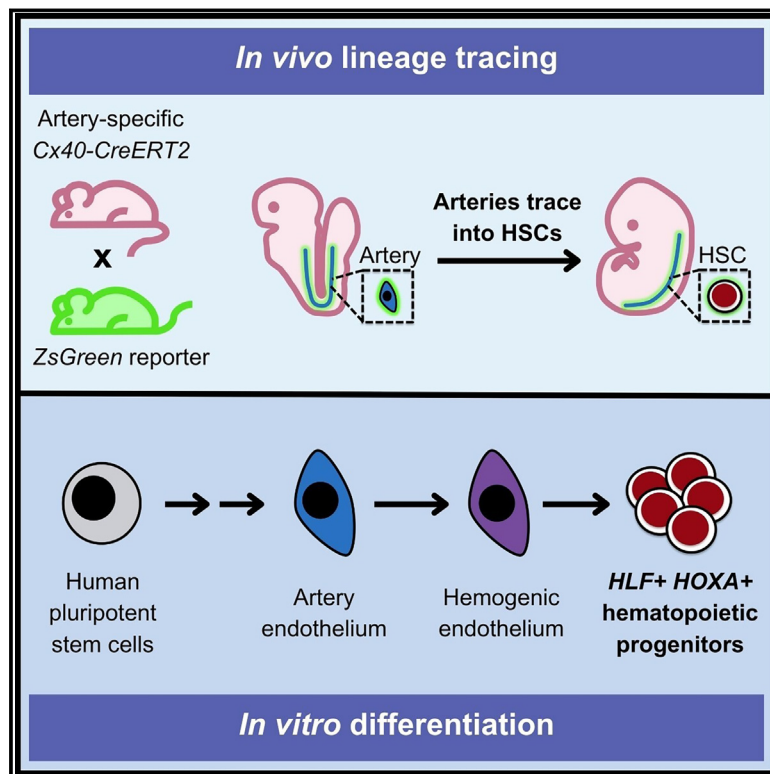 In vivo lineage tracing
Artery-specific
Cx40-CreERT2
x
ZsGreen reporter
Artery
Arteries trace
into HSCs
HSC
Human
pluripotent
stem cells
Artery
endothelium
Hemogenic
endothelium
HLF+ HOXA+
hematopoietic
progenitors
In vitro differentiation